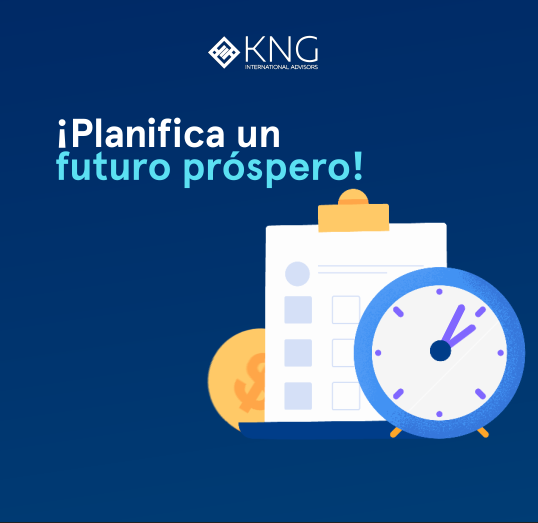 KNG
INTERNATIONAL ADVISORS
¡Planifica un
futuro próspero!
$